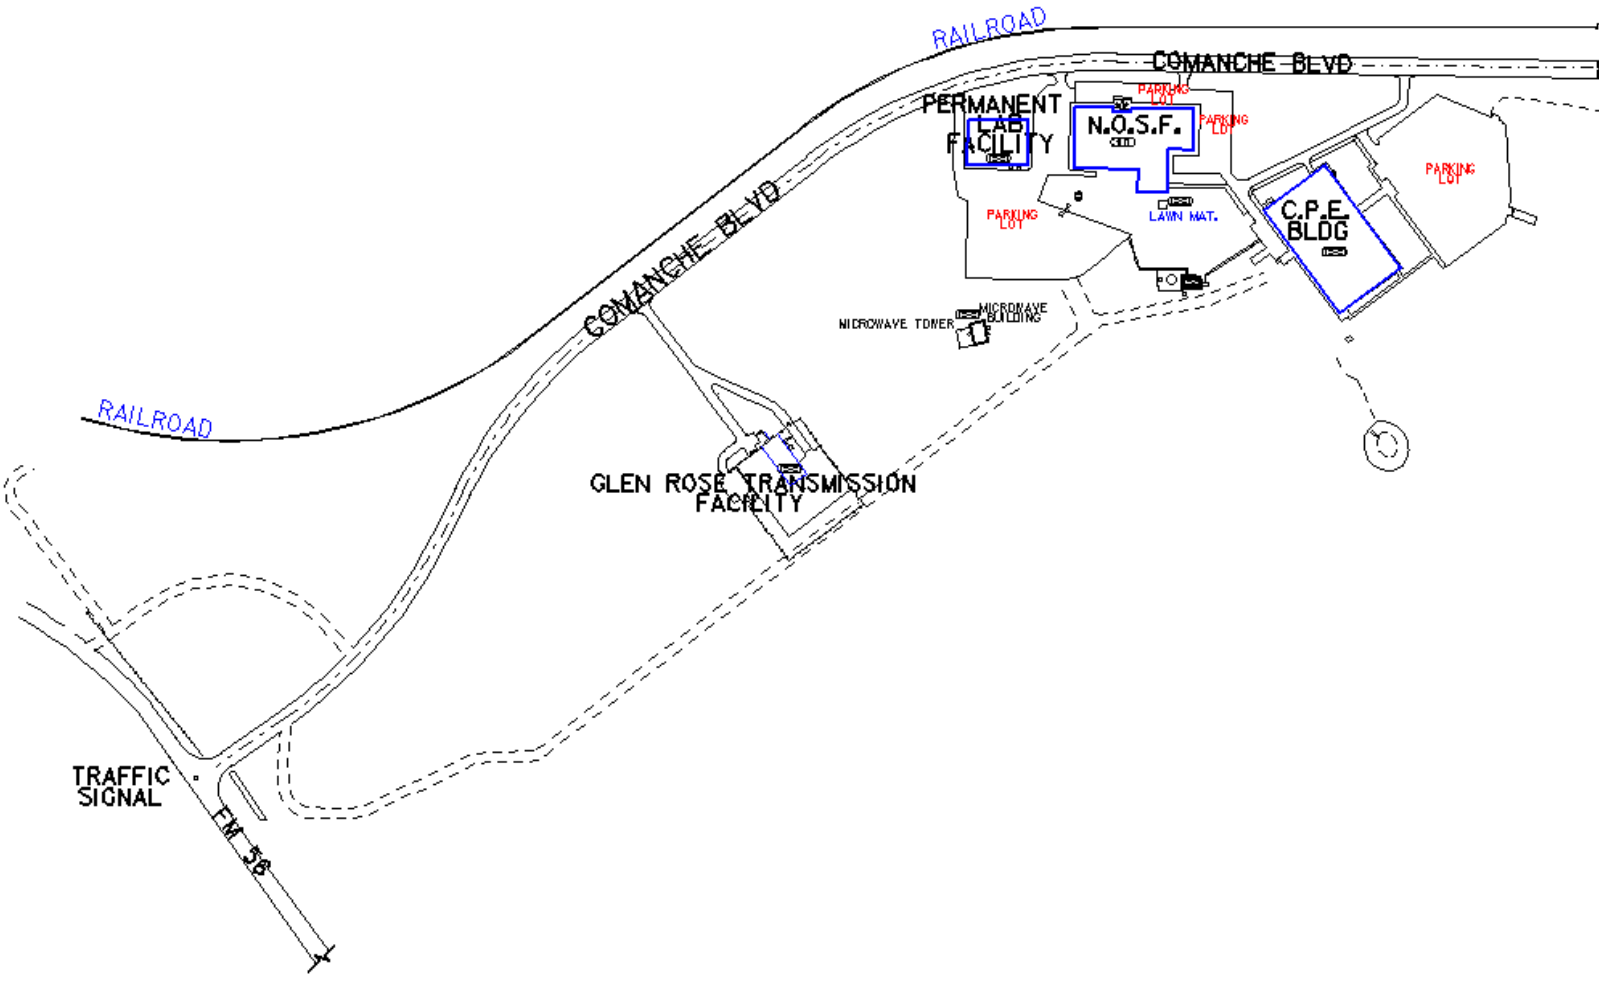 RAILROAD
COMANCHE BLVD
PARKING
LOT
PERMANENT
LAB
FACILITY
N.O.S.F.
PARKING
LOT
PARKING
LOT
C.P.E.
BLDG
LAWN MAT.
PARKING
LOT
COMANCHE BLVD
MICROWAVE
BUILDING
MICROWAVE TOWER
RAILROAD
GLEN ROSE TRANSMISSION
FACILITY
TRAFFIC
SIGNAL
FM 56